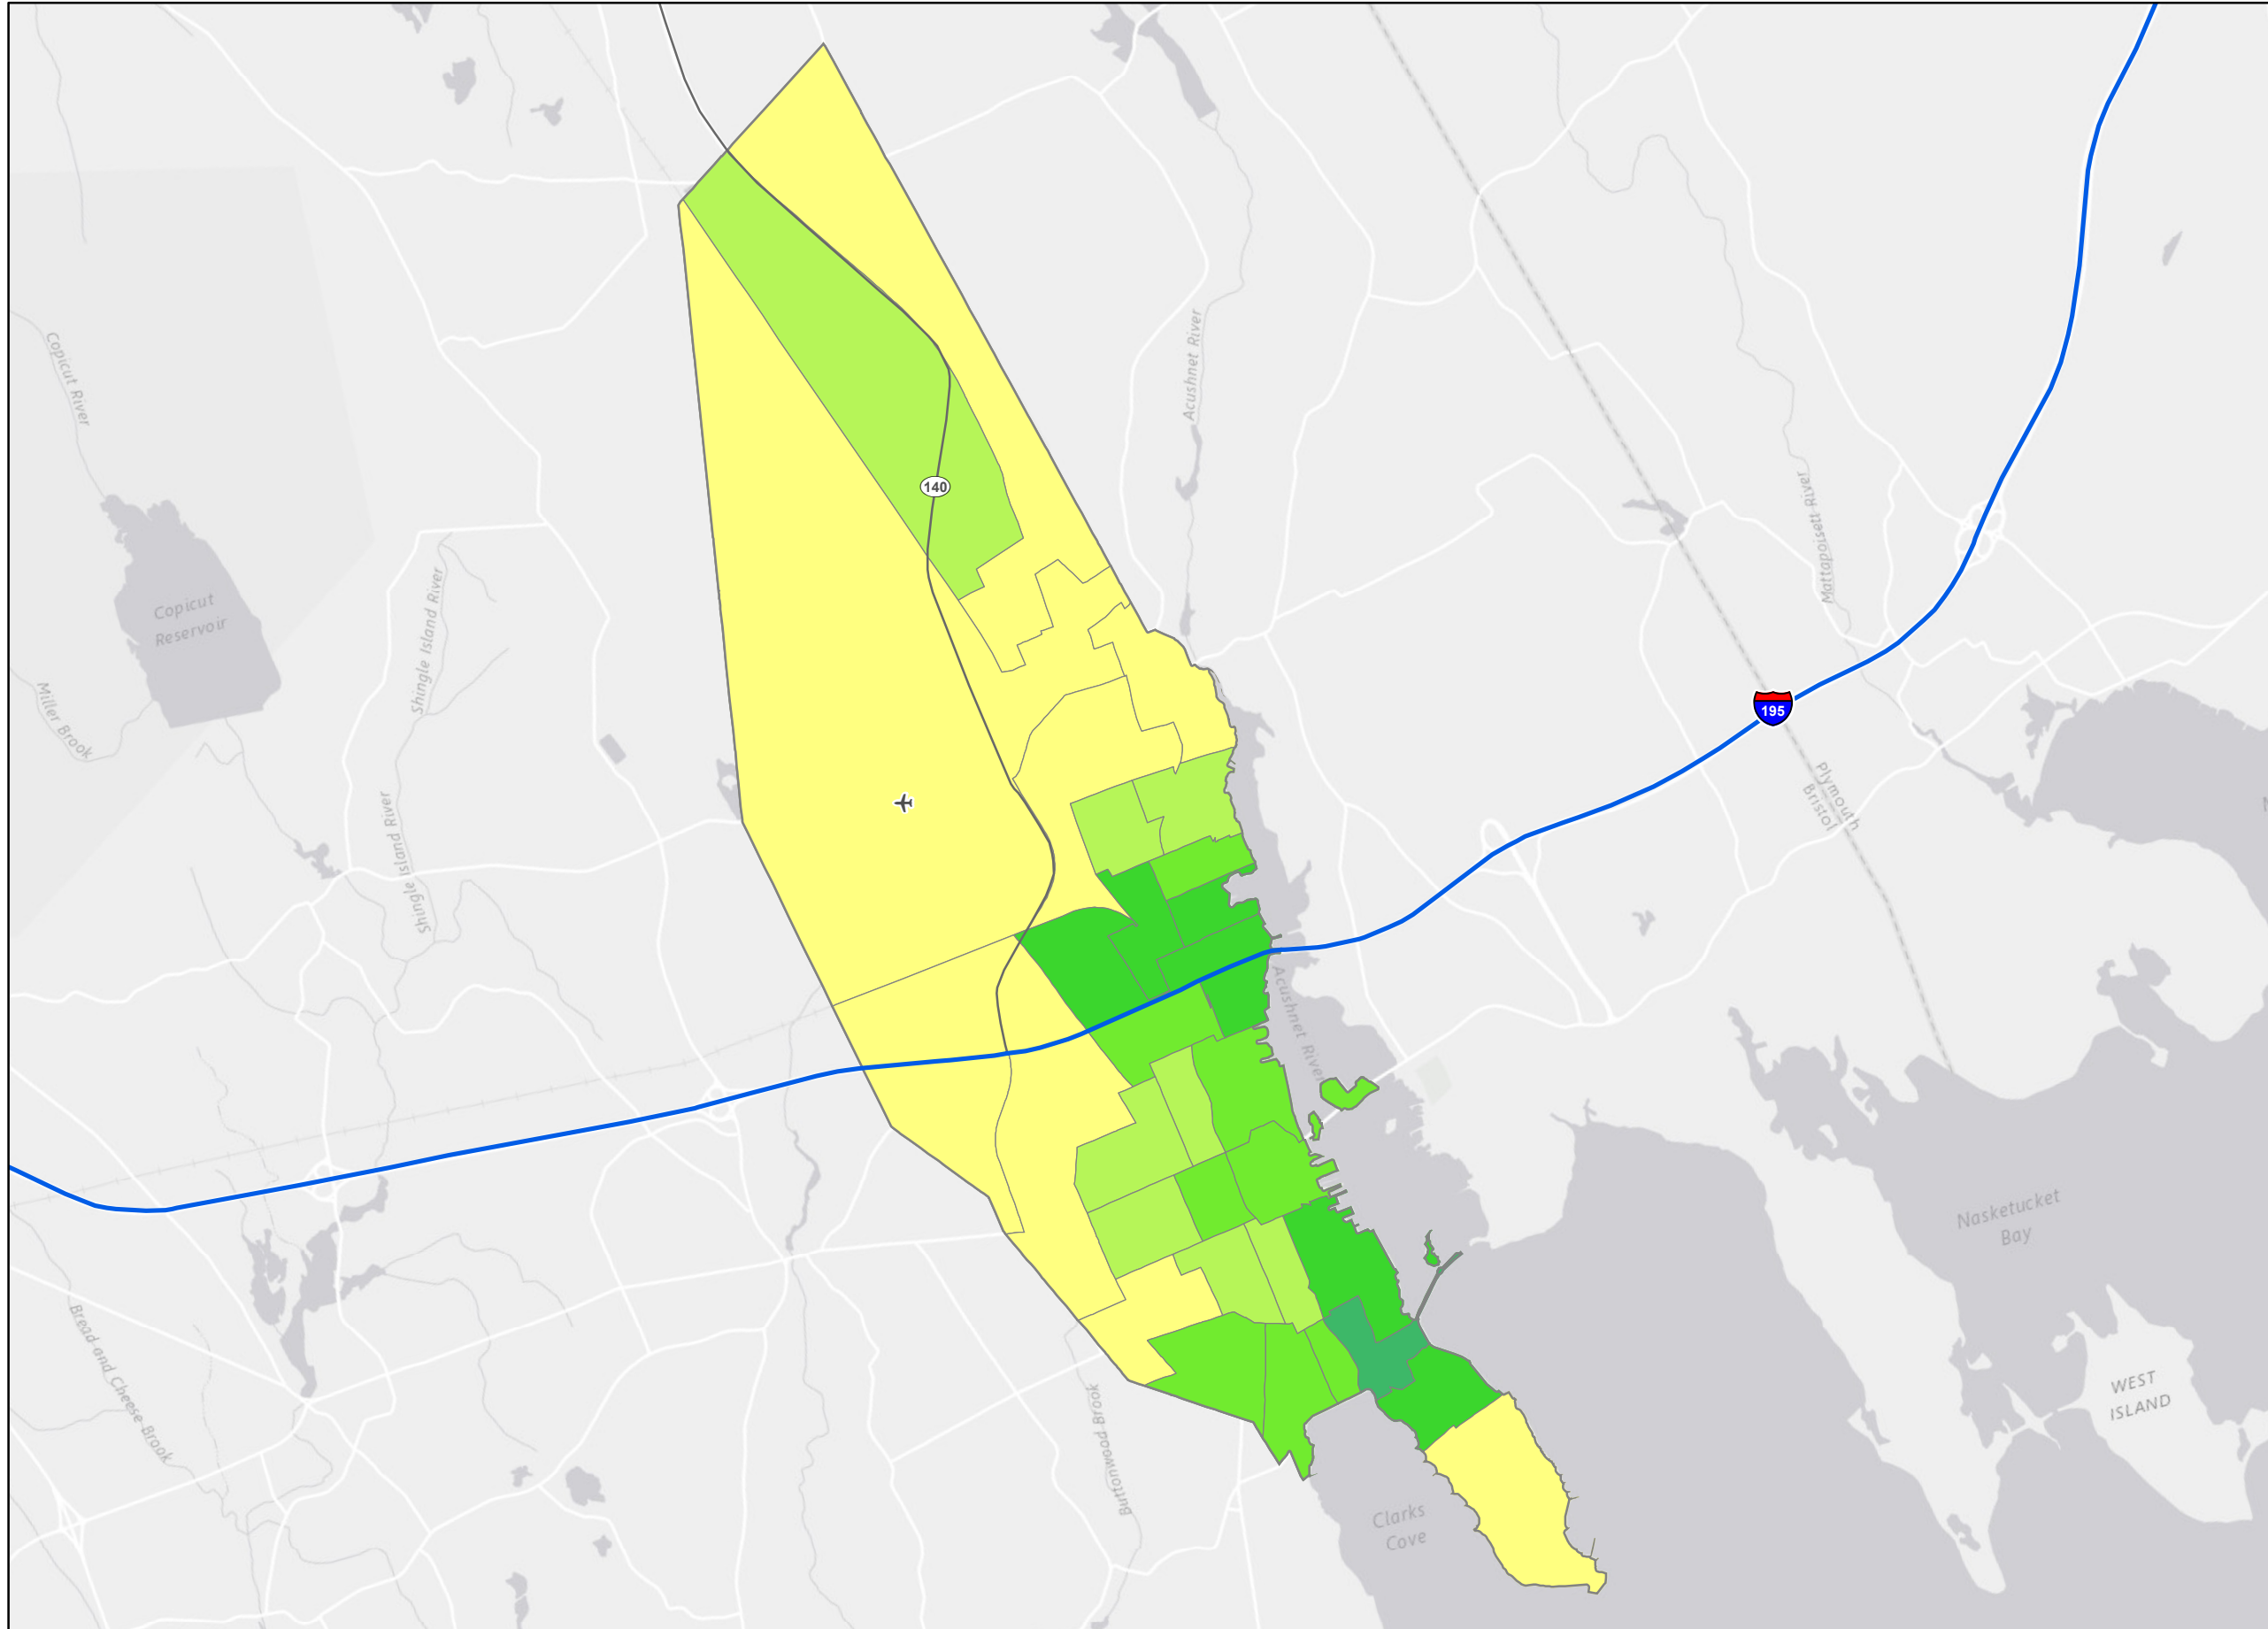 Acushnet River
Copicut River
140
Mattapoisett River
Shingle Island River
Copicut
Reservoir
Miller Brook
195
Plymouth
Bristol
Shingle Island River
Acushnet River
Nasketucket
Bay
Bread and Cheese Brook
Buttonwood Brook
WEST
ISLAND
Clarks
Cove